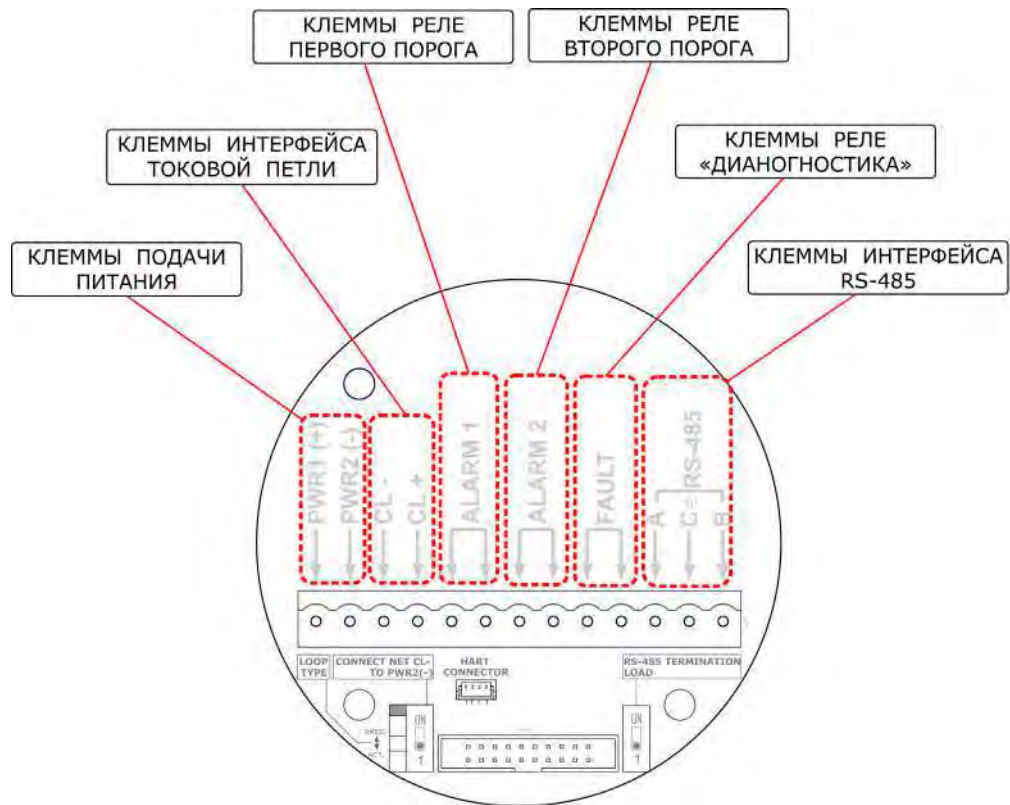 КЛЕММЫ РЕЛЕ
ПЕРВОГО ПОРОГА
КЛЕММЫ РЕЛЕ
ВТОРОГО ПОРОГА
КЛЕММЫ ИНТЕРФЕЙСА
ТОКОВОЙ ПЕТЛИ
КЛЕММЫ РЕЛЕ
«ДИАНОГНОСТИКА»
КЛЕММЫ ПОДАЧИ
ПИТАНИЯ
КЛЕММЫ ИНТЕРФЕЙСА
RS-485
PWR1 (+)
PWR2 (-)
CL -
CL +
ALARM 1
ALARM 2
FAULT
RS-485
A
C
B
LOOP
TYPE
CONNECT NET CL-
TO PWR2(-)
HART
CONNECTOR
RS-485 TERMINATION
LOAD
ON
1
ON
1